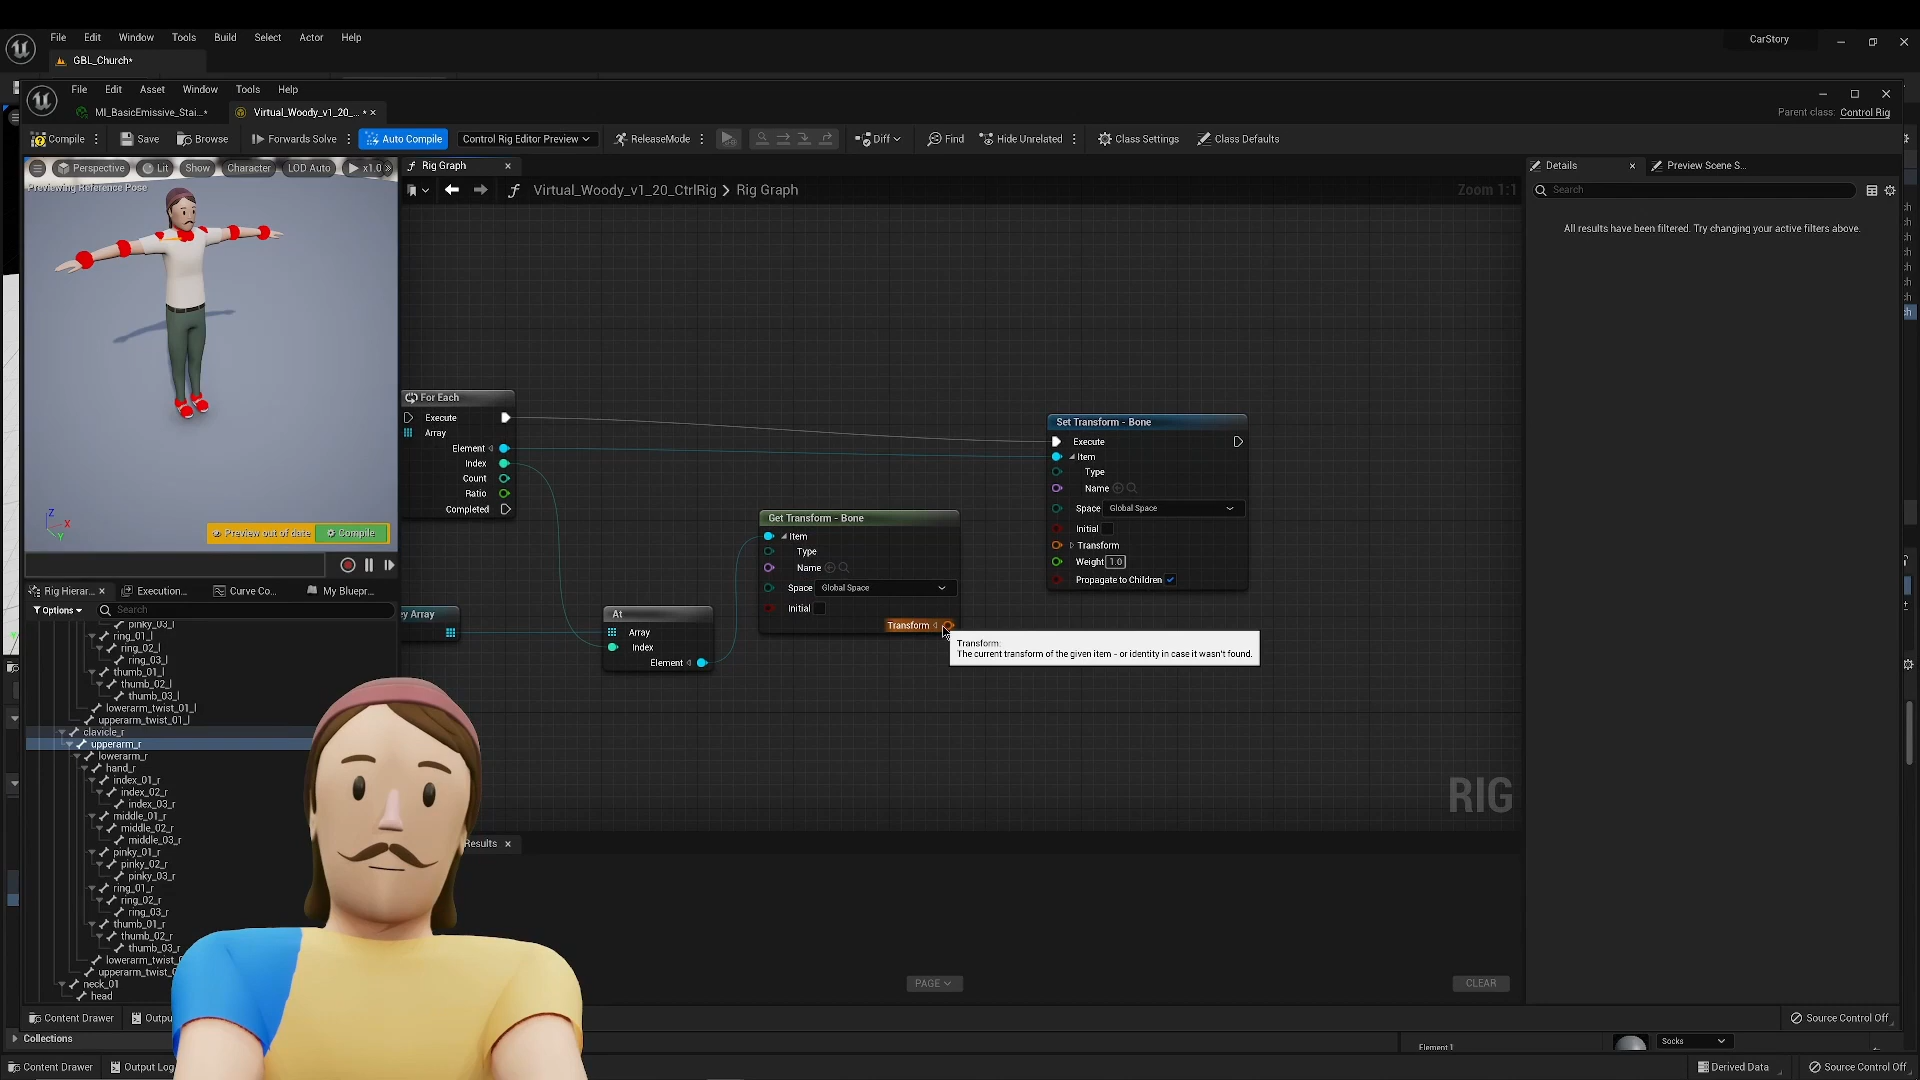 File Edit Window Tools Build Select Actor Help
CarStory
GBL_Church*
File Edit Asset Window Tools Help
MI_BasicEmissive_Stai...*
Virtual_Woody_v1_20_... *
Parent class: Control Rig
Compile
Save
Browse
Forwards Solve
Auto Compile
Control Rig Editor Preview
ReleaseMode
Diff
Find
Hide Unrelated
Class Settings
Class Defaults
Perspective
Lit
Show
Character
LOD Auto
x1.0
Previewing Reference Pose
Rig Graph
Virtual_Woody_v1_20_CtrlRig > Rig Graph
Zoom 1:1
Details
Preview Scene S...
Search
All results have been filtered. Try changing your active filters above.
For Each
Execute
Array
Element
Index
Count
Ratio
Completed
Set Transform - Bone
Execute
Item
Type
Name
Space Global Space
Initial
Transform
Weight 1.0
Propagate to Children
Get Transform - Bone
Item
Type
Name
Space Global Space
Initial
Transform
Transform:
The current transform of the given item - or identity in case it wasn't found.
ey Array
At
Array
Index
Element
Z
X
Y
Preview out of date
Compile
Rig Hierar...
Execution...
Curve Co...
My Bluepr...
Options
Search
pinky_03_l
ring_01_l
ring_02_l
ring_03_l
thumb_01_l
thumb_02_l
thumb_03_l
lowerarm_twist_01_l
upperarm_twist_01_l
clavicle_r
upperarm_r
lowerarm_r
hand_r
index_01_r
index_02_r
index_03_r
middle_01_r
middle_02_r
middle_03_r
pinky_01_r
pinky_02_r
pinky_03_r
ring_01_r
ring_02_r
ring_03_r
thumb_01_r
thumb_02_r
thumb_03_r
lowerarm_twist
upperarm_twist_0
neck_01
head
RIG
Results
PAGE
CLEAR
Content Drawer
Outpu
Source Control Off
Collections
Element 1
Socks
Content Drawer
Output Log
Derived Data
Source Control Off